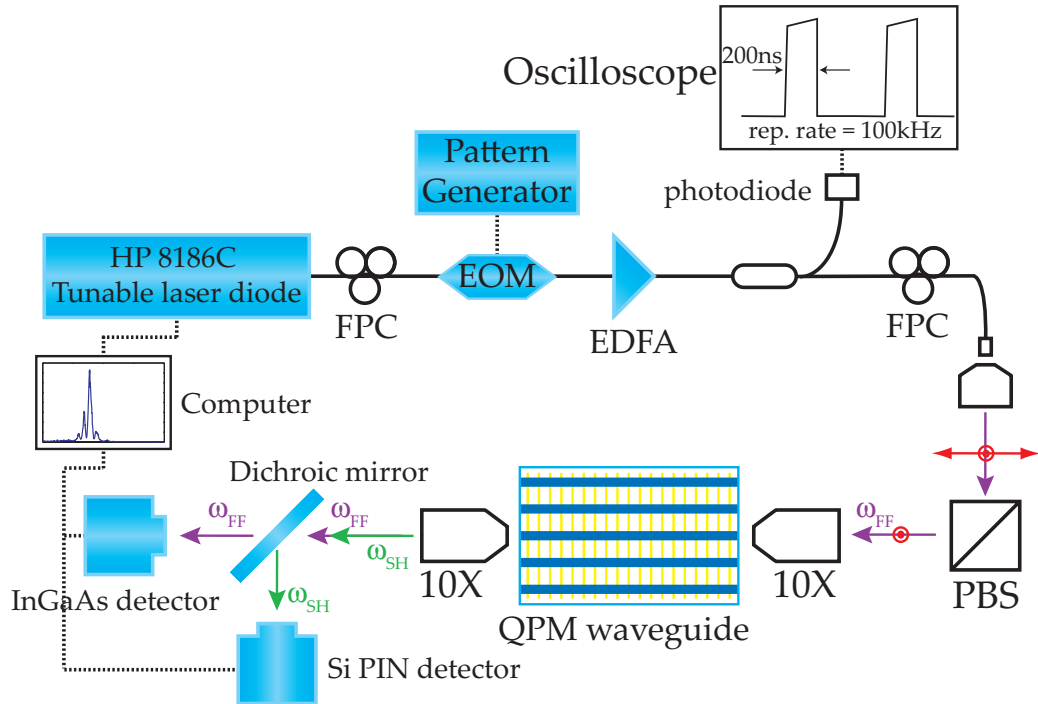 Oscilloscope
200ns
rep. rate = 100kHz
Pattern
Generator
photodiode
HP 8186C
Tunable laser diode
FPC
EOM
EDFA
FPC
Computer
Dichroic mirror
ωFF
ωFF
ωSH
ωFF
10X
10X
PBS
InGaAs detector
ωSH
QPM waveguide
Si PIN detector